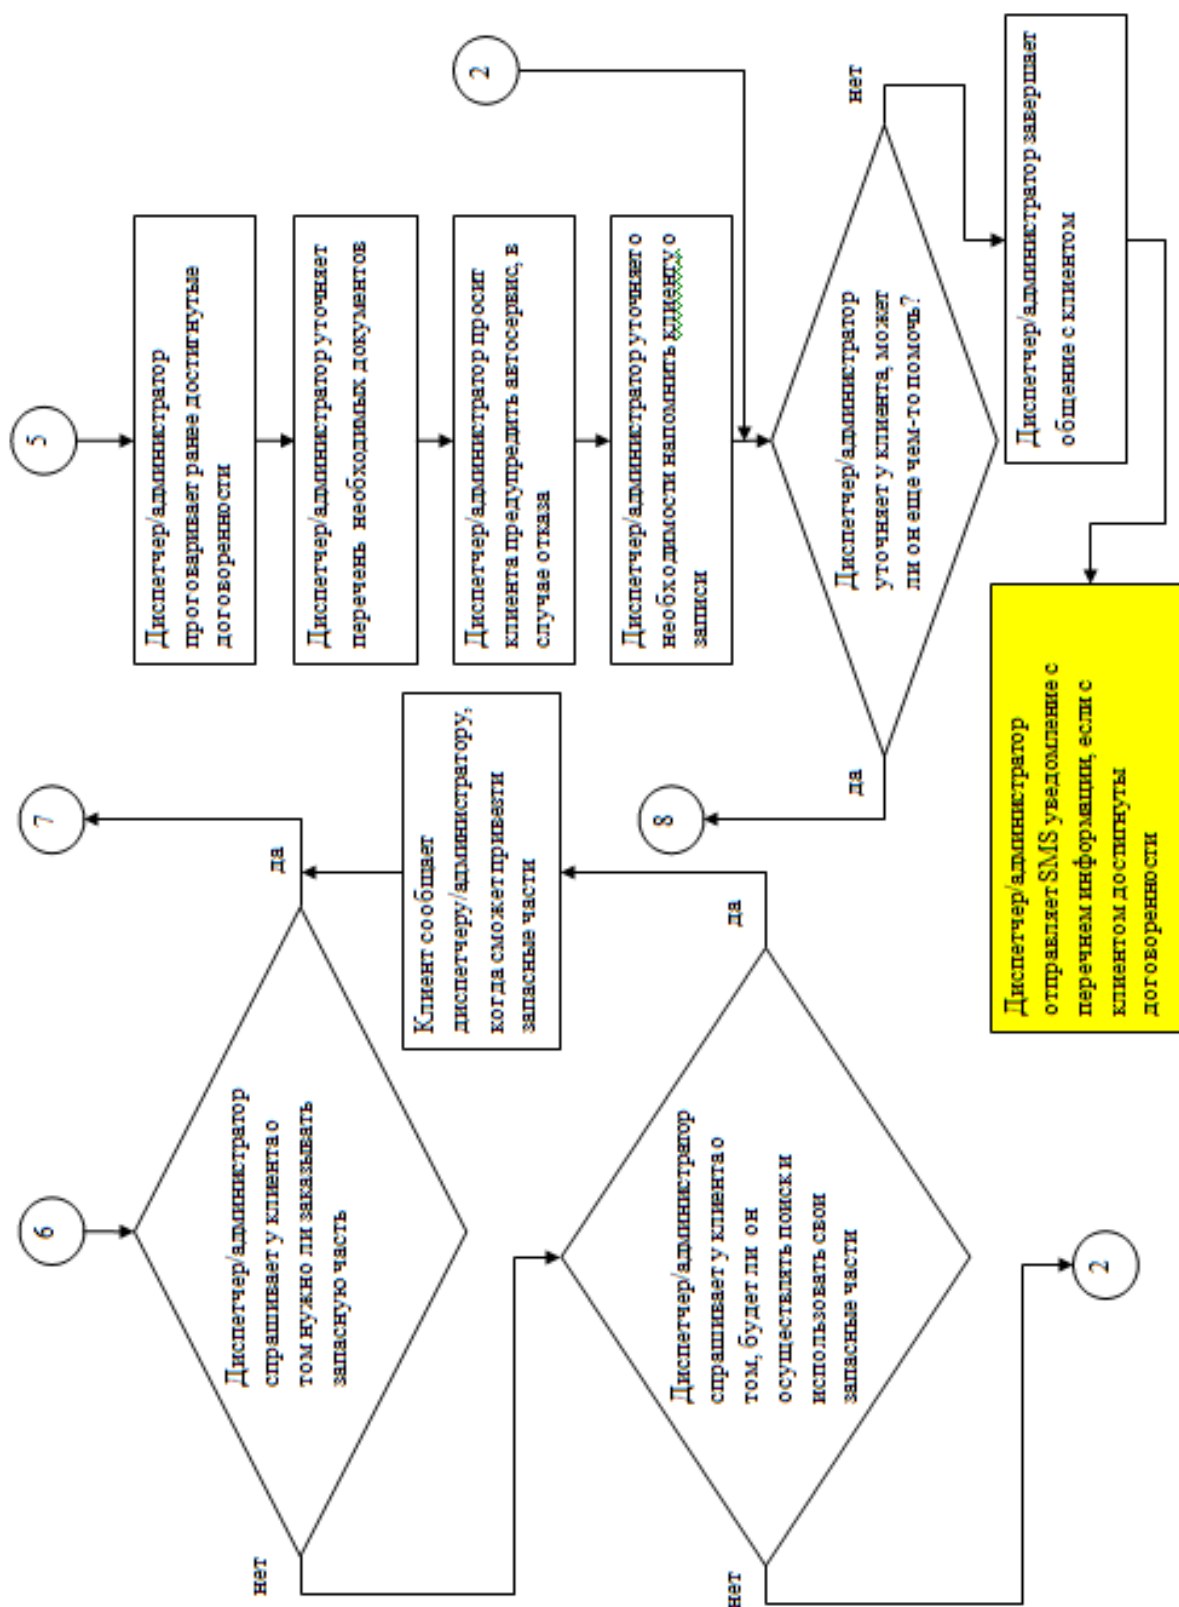 6
Диспетчер/администратор
спрашивает у клиента о
том нужно ли заказывать
запасную часть
нет
да
7
Диспетчер/администратор
спрашивает у клиента о
том, будет ли он
осуществлять поиск и
использовать свои
запасные части
нет
да
2
Клиент сообщает
диспетчеру/администратору,
когда сможет привезти
запасные части
5
Диспетчер/администратор
проговаривает ранее достигнутые
договоренности
Диспетчер/администратор уточняет
перечень необходимых документов
Диспетчер/администратор просит
клиента предупредить автосервис, в
случае отказа
Диспетчер/администратор уточняет о
необходимости напомнить клиенту о
записи
2
Диспетчер/администратор
уточняет у клиента, может
ли он еще чем-то помочь?
да
нет
8
Диспетчер/администратор завершает
общение с клиентом
Диспетчер/администратор
отправляет SMS уведомление с
перечнем информации, если с
клиентом достигнуты
договоренности